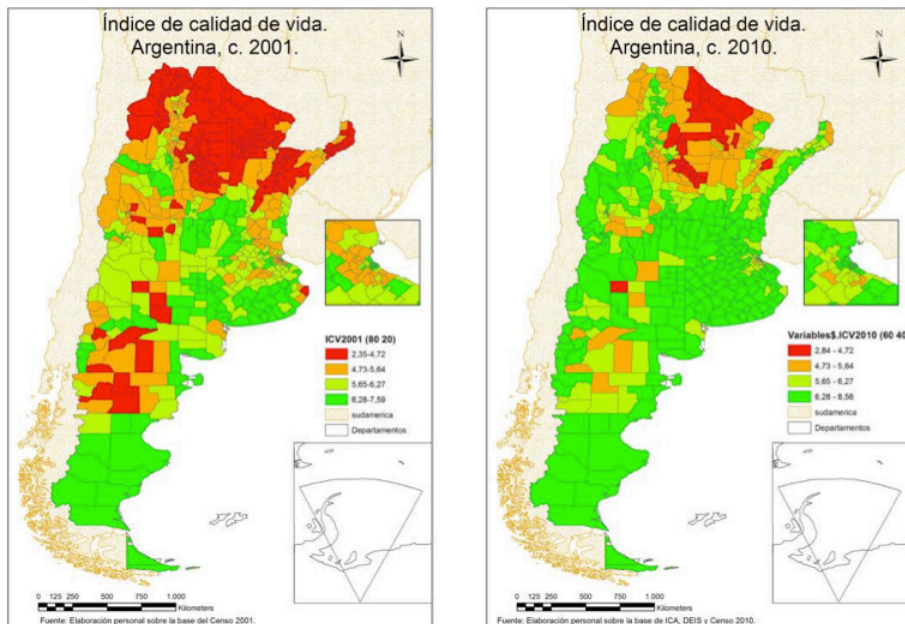 Índice de calidad de vida.
Argentina, c. 2001.
N
ICV2001 (80 20)
2,35-4,72
4,73-5,64
5,65-6,27
6,28-7,59
sudamerica
Departamentos
0 125 250 500 750 1.000
Kilometers
Fuente: Elaboración personal sobre la base del Censo 2001.
Índice de calidad de vida.
Argentina, c. 2010.
N
Variables$.ICV2010 (60 40
2,84 - 4,72
4,73 - 5,64
5,65 - 6,27
6,28 - 8,56
sudamerica
Departamentos
0 125 250 500 750 1.000
Kilometers
Fuente: Elaboración personal sobre la base de ICA, DEIS y Censo 2010.